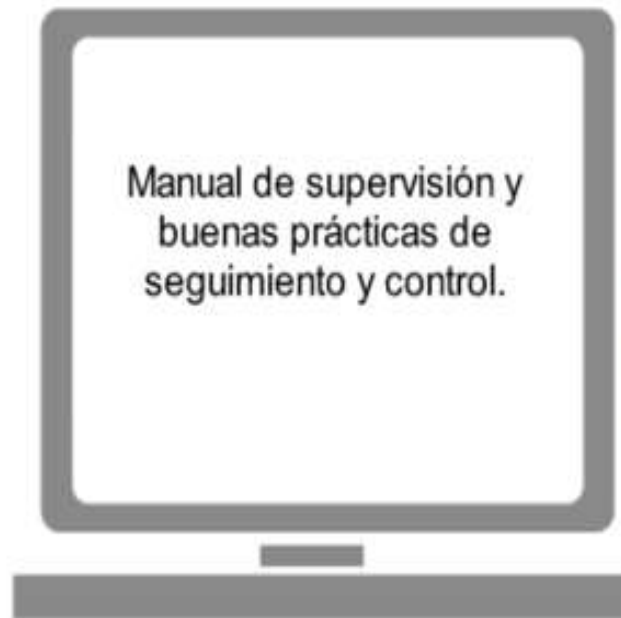 Manual de supervisión y
buenas prácticas de
seguimiento y control.